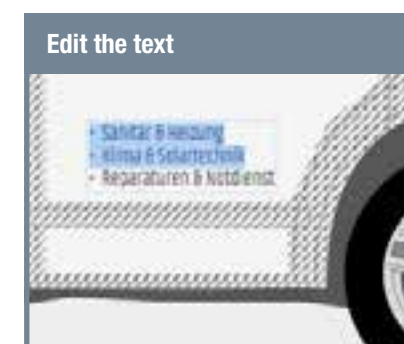 Edit the text
• Sanitär & Heizung
• Klima & Solartechnik
• Reparaturen & Notdienst